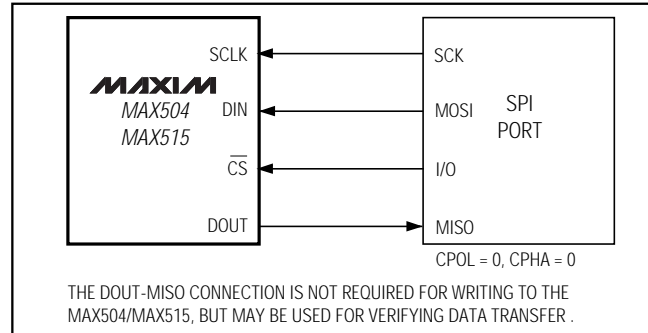 SCLK SCK
MAXIM
MAX504 DIN MOSI SPI
MAX515 PORT
CS I/O
DOUT MISO
CPOL = 0, CPHA = 0
THE DOUT-MISO CONNECTION IS NOT REQUIRED FOR WRITING TO THE
MAX504/MAX515, BUT MAY BE USED FOR VERIFYING DATA TRANSFER .